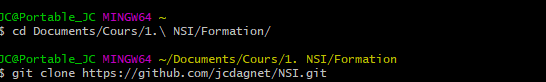 JC@Portable_JC MINGW64 ~
$ cd Documents/Cours/1.\ NSI/Formation/
JC@Portable_JC MINGW64 ~/Documents/Cours/1. NSI/Formation
$ git clone https://github.com/jcdagnet/NSI.git